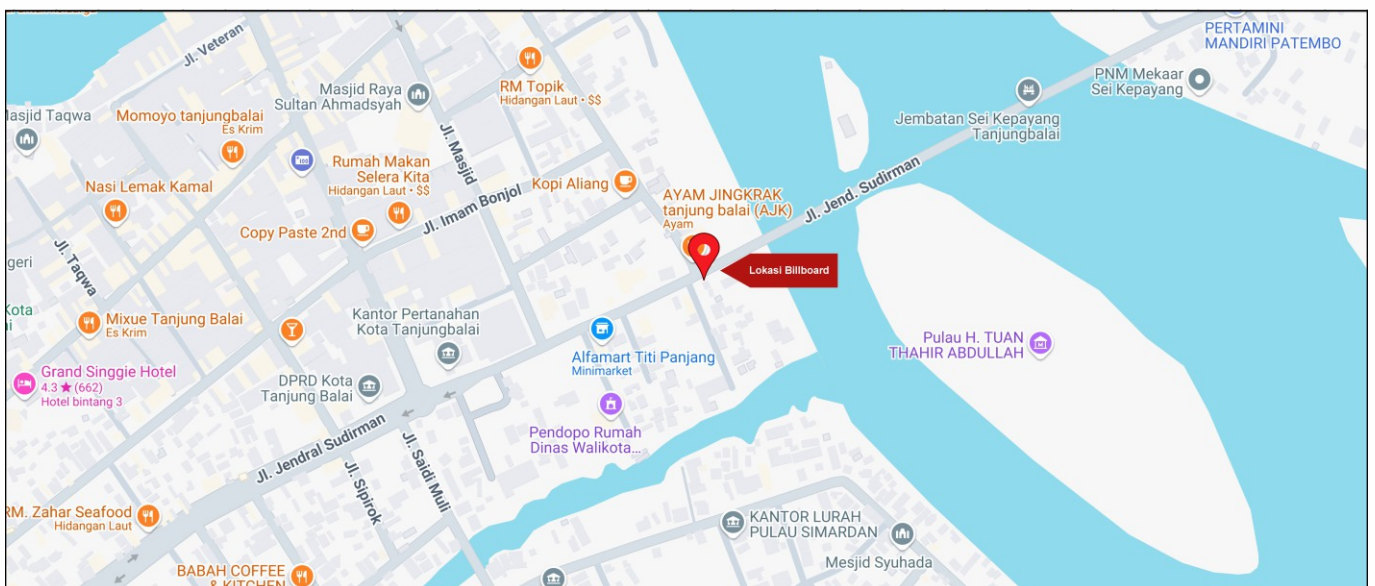 PERTAMINI
MANDIRI PATEMBO
Jl. Veteran
Masjid Raya
Sultan Ahmadsyah
RM Topik
Hidangan Laut • $$
PNM Mekaar
Sei Kepayang
Masjid Taqwa
Momoyo tanjungbalai
Es Krim
Jembatan Sei Kepayang
Tanjungbalai
Jl. Masjid
Rumah Makan
Selera Kita
Hidangan Laut • $$
Nasi Lemak Kamal
Kopi Aliang
Jl. Imam Bonjol
AYAM JINGKRAK
tanjung balai (AJK)
Ayam
Jl. Jend. Sudirman
Copy Paste 2nd
Jl. Taqwa
geri
Lokasi Billboard
Kota
ai
Mixue Tanjung Balai
Es Krim
Kantor Pertanahan
Kota Tanjungbalai
Pulau H. TUAN
THAHIR ABDULLAH
Alfamart Titi Panjang
Minimarket
Grand Singgie Hotel
4.3 ★ (662)
Hotel bintang 3
DPRD Kota
Tanjung Balai
Pendopo Rumah
Dinas Walikota...
Jl. Jendral Sudirman
Jl. Saidi Muli
Jl. Sipirok
RM. Zahar Seafood
Hidangan Laut
KANTOR LURAH
PULAU SIMARDAN
Mesjid Syuhada
BABAH COFFEE
& KITCHEN